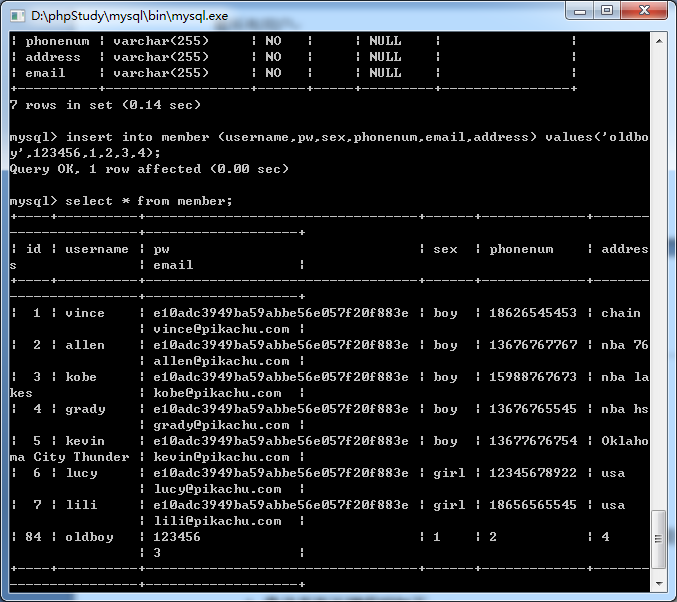 D:\phpStudy\mysql\bin\mysql.exe
| phonenum | varchar(255) | NO | | NULL | |
| address | varchar(255) | NO | | NULL | |
| email | varchar(255) | NO | | NULL | |
+----------+------------------+------+-----+---------+----------------+
7 rows in set (0.14 sec)
mysql> insert into member (username,pw,sex,phonenum,email,address) values('oldbo
y',123456,1,2,3,4);
Query OK, 1 row affected (0.00 sec)
mysql> select * from member;
+----+----------+----------------------------------+------+-------------+-------
----------------+-------------------+
| id | username | pw | sex | phonenum | addres
s | email |
+----+----------+----------------------------------+------+-------------+-------
----------------+-------------------+
| 1 | vince | e10adc3949ba59abbe56e057f20f883e | boy | 18626545453 | chain
| vince@pikachu.com |
| 2 | allen | e10adc3949ba59abbe56e057f20f883e | boy | 13676767767 | nba 76
| allen@pikachu.com |
| 3 | kobe | e10adc3949ba59abbe56e057f20f883e | boy | 15988767673 | nba la
kes | kobe@pikachu.com |
| 4 | grady | e10adc3949ba59abbe56e057f20f883e | boy | 13676765545 | nba hs
| grady@pikachu.com |
| 5 | kevin | e10adc3949ba59abbe56e057f20f883e | boy | 13677676754 | Oklaho
ma City Thunder | kevin@pikachu.com |
| 6 | lucy | e10adc3949ba59abbe56e057f20f883e | girl | 12345678922 | usa
| lucy@pikachu.com |
| 7 | lili | e10adc3949ba59abbe56e057f20f883e | girl | 18656565545 | usa
| lili@pikachu.com |
| 84 | oldboy | 123456 | 1 | 2 | 4
| 3 |
+----+----------+----------------------------------+------+-------------+-------
----------------+-------------------+